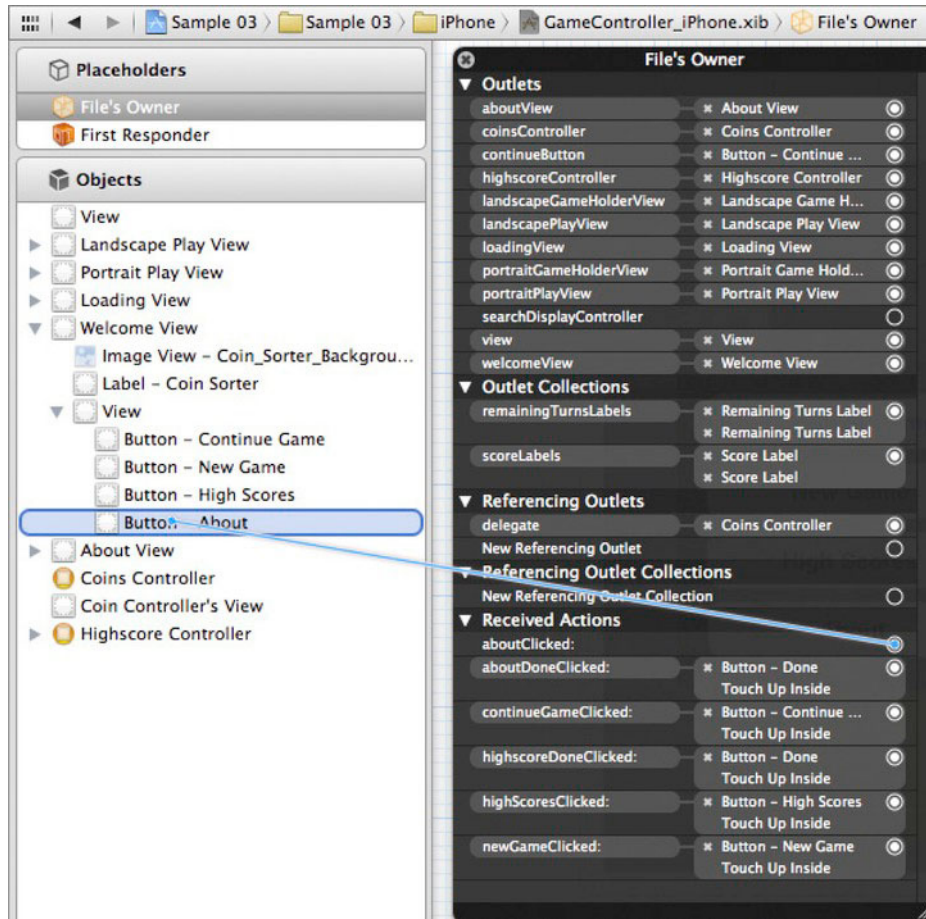 Sample 03 〉 Sample 03 〉 iPhone 〉 GameController_iPhone.xib 〉 File's Owner
Placeholders
File's Owner
First Responder
Objects
View
Landscape Play View
Portrait Play View
Loading View
Welcome View
Image View – Coin_Sorter_Backgrou...
Label – Coin Sorter
View
Button – Continue Game
Button – New Game
Button – High Scores
Button – About
About View
Coins Controller
Coin Controller's View
Highscore Controller
File's Owner
Outlets
aboutView About View
coinsController Coins Controller
continueButton Button – Continue ...
highscoreController Highscore Controller
landscapeGameHolderView Landscape Game H...
landscapePlayView Landscape Play View
loadingView Loading View
portraitGameHolderView Portrait Game Hold...
portraitPlayView Portrait Play View
searchDisplayController
view View
welcomeView Welcome View
Outlet Collections
remainingTurnsLabels Remaining Turns Label
Remaining Turns Label
scoreLabels Score Label
Score Label
Referencing Outlets
delegate Coins Controller
New Referencing Outlet
Referencing Outlet Collections
New Referencing Outlet Collection
Received Actions
aboutClicked:
aboutDoneClicked: Button – Done
Touch Up Inside
continueGameClicked: Button – Continue ...
Touch Up Inside
highscoreDoneClicked: Button – Done
Touch Up Inside
highScoresClicked: Button – High Scores
Touch Up Inside
newGameClicked: Button – New Game
Touch Up Inside